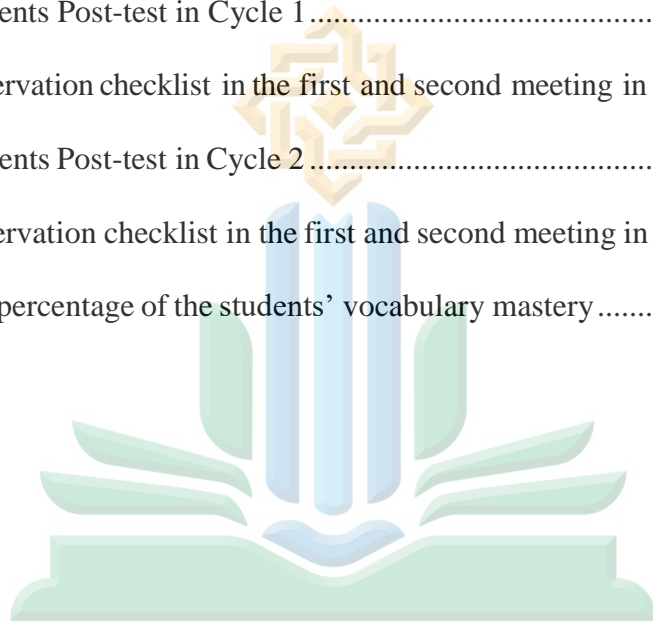 ents Post-test in Cycle 1.......................................
ervation checklist in the first and second meeting in
ents Post-test in Cycle 2.......................................
ervation checklist in the first and second meeting in
percentage of the students’ vocabulary mastery.......